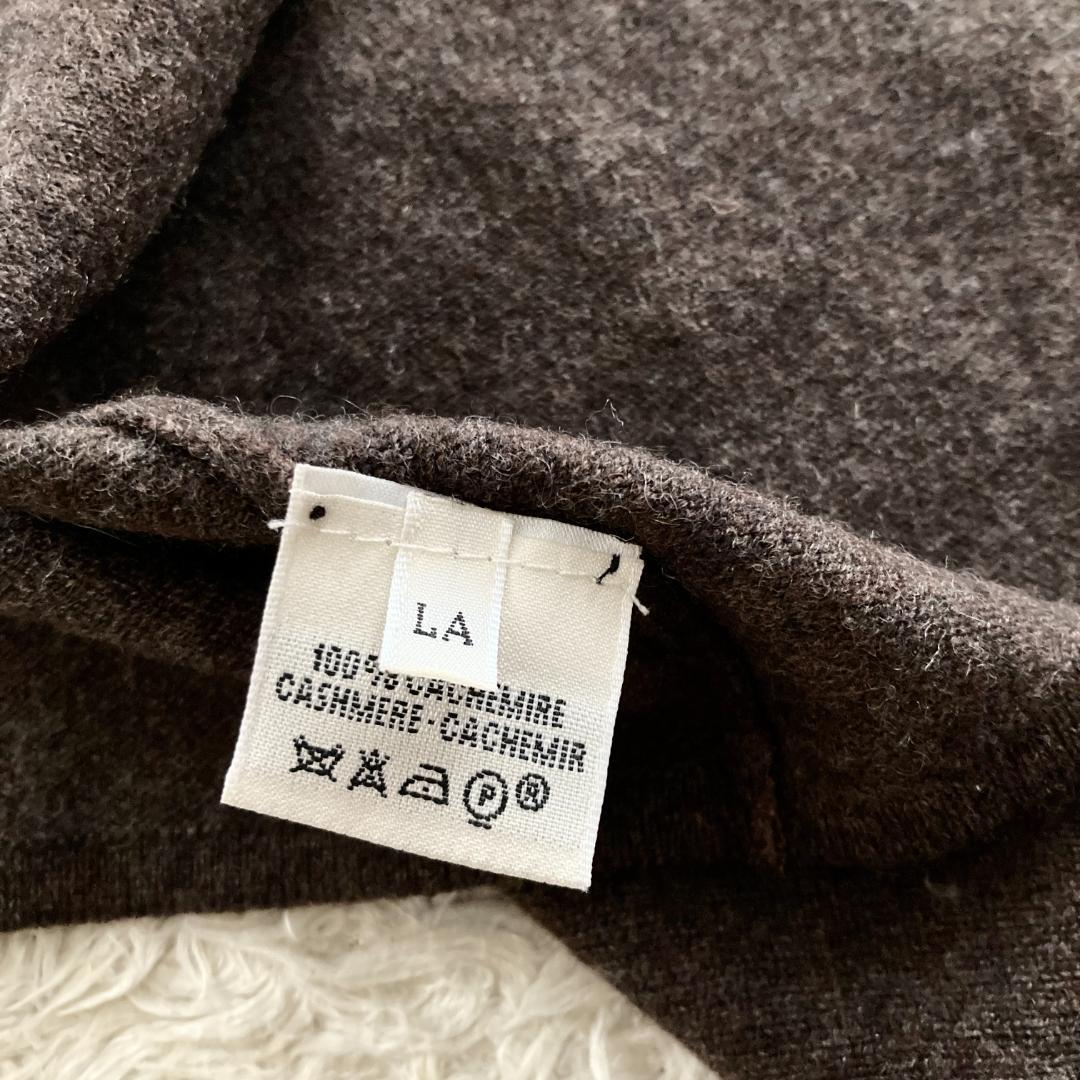 LA
100% CACHEMIRE
CASHMERE·CACHEMIR
P ®